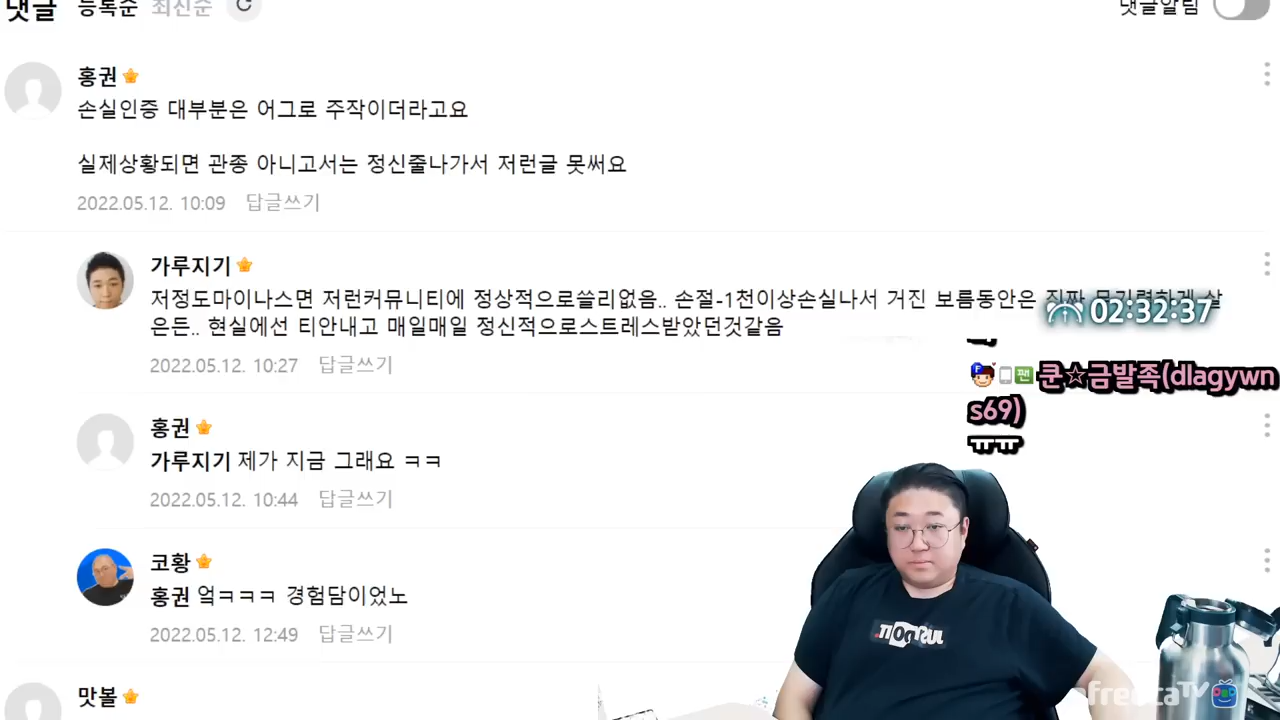 댓글 등록순 최신순 댓글알림
홍권
손실인증 대부분은 어그로 주작이더라고요
실제상황되면 관종 아니고서는 정신줄나가서 저런글 못써요
2022.05.12. 10:09 답글쓰기
가루지기
저정도마이나스면 저런커뮤니티에 정상적으로쓸리없음.. 손절-1천이상손실나서 거진 보름동안은
은든.. 현실에선 티안내고 매일매일 정신적으로스트레스받았던것같음
02:32:37
2022.05.12. 10:27 답글쓰기
쿤☆금발족(dlagywn
s69)
ㅠㅠ
홍권
가루지기 제가 지금 그래요 ㅋㅋ
2022.05.12. 10:44 답글쓰기
코황
홍권 엌ㅋㅋㅋ 경험담이었노
2022.05.12. 12:49 답글쓰기
맛볼
afreecaTV